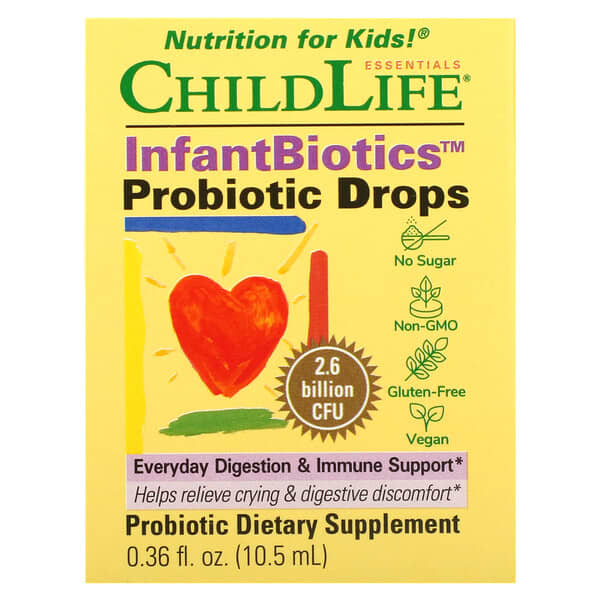 Nutrition for Kids!®
ESSENTIALS
CHILDLIFE®
InfantBiotics™
Probiotic Drops
No Sugar
Non-GMO
2.6
billion
CFU
Gluten-Free
Vegan
Everyday Digestion & Immune Support*
Helps relieve crying & digestive discomfort*
Probiotic Dietary Supplement
0.36 fl. oz. (10.5 mL)